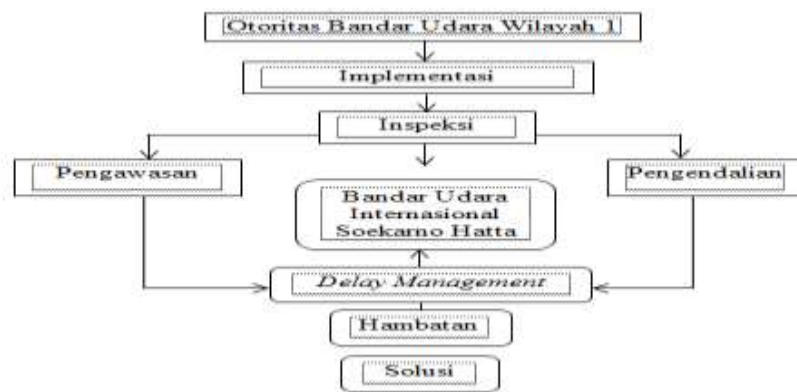 Otoritas Bandar Udara Wilayah 1
Implementasi
Inspeksi
Pengawasan
Pengendalian
Bandar Udara
Internasional
Soekarno Hatta
Delay Management
Hambatan
Solusi